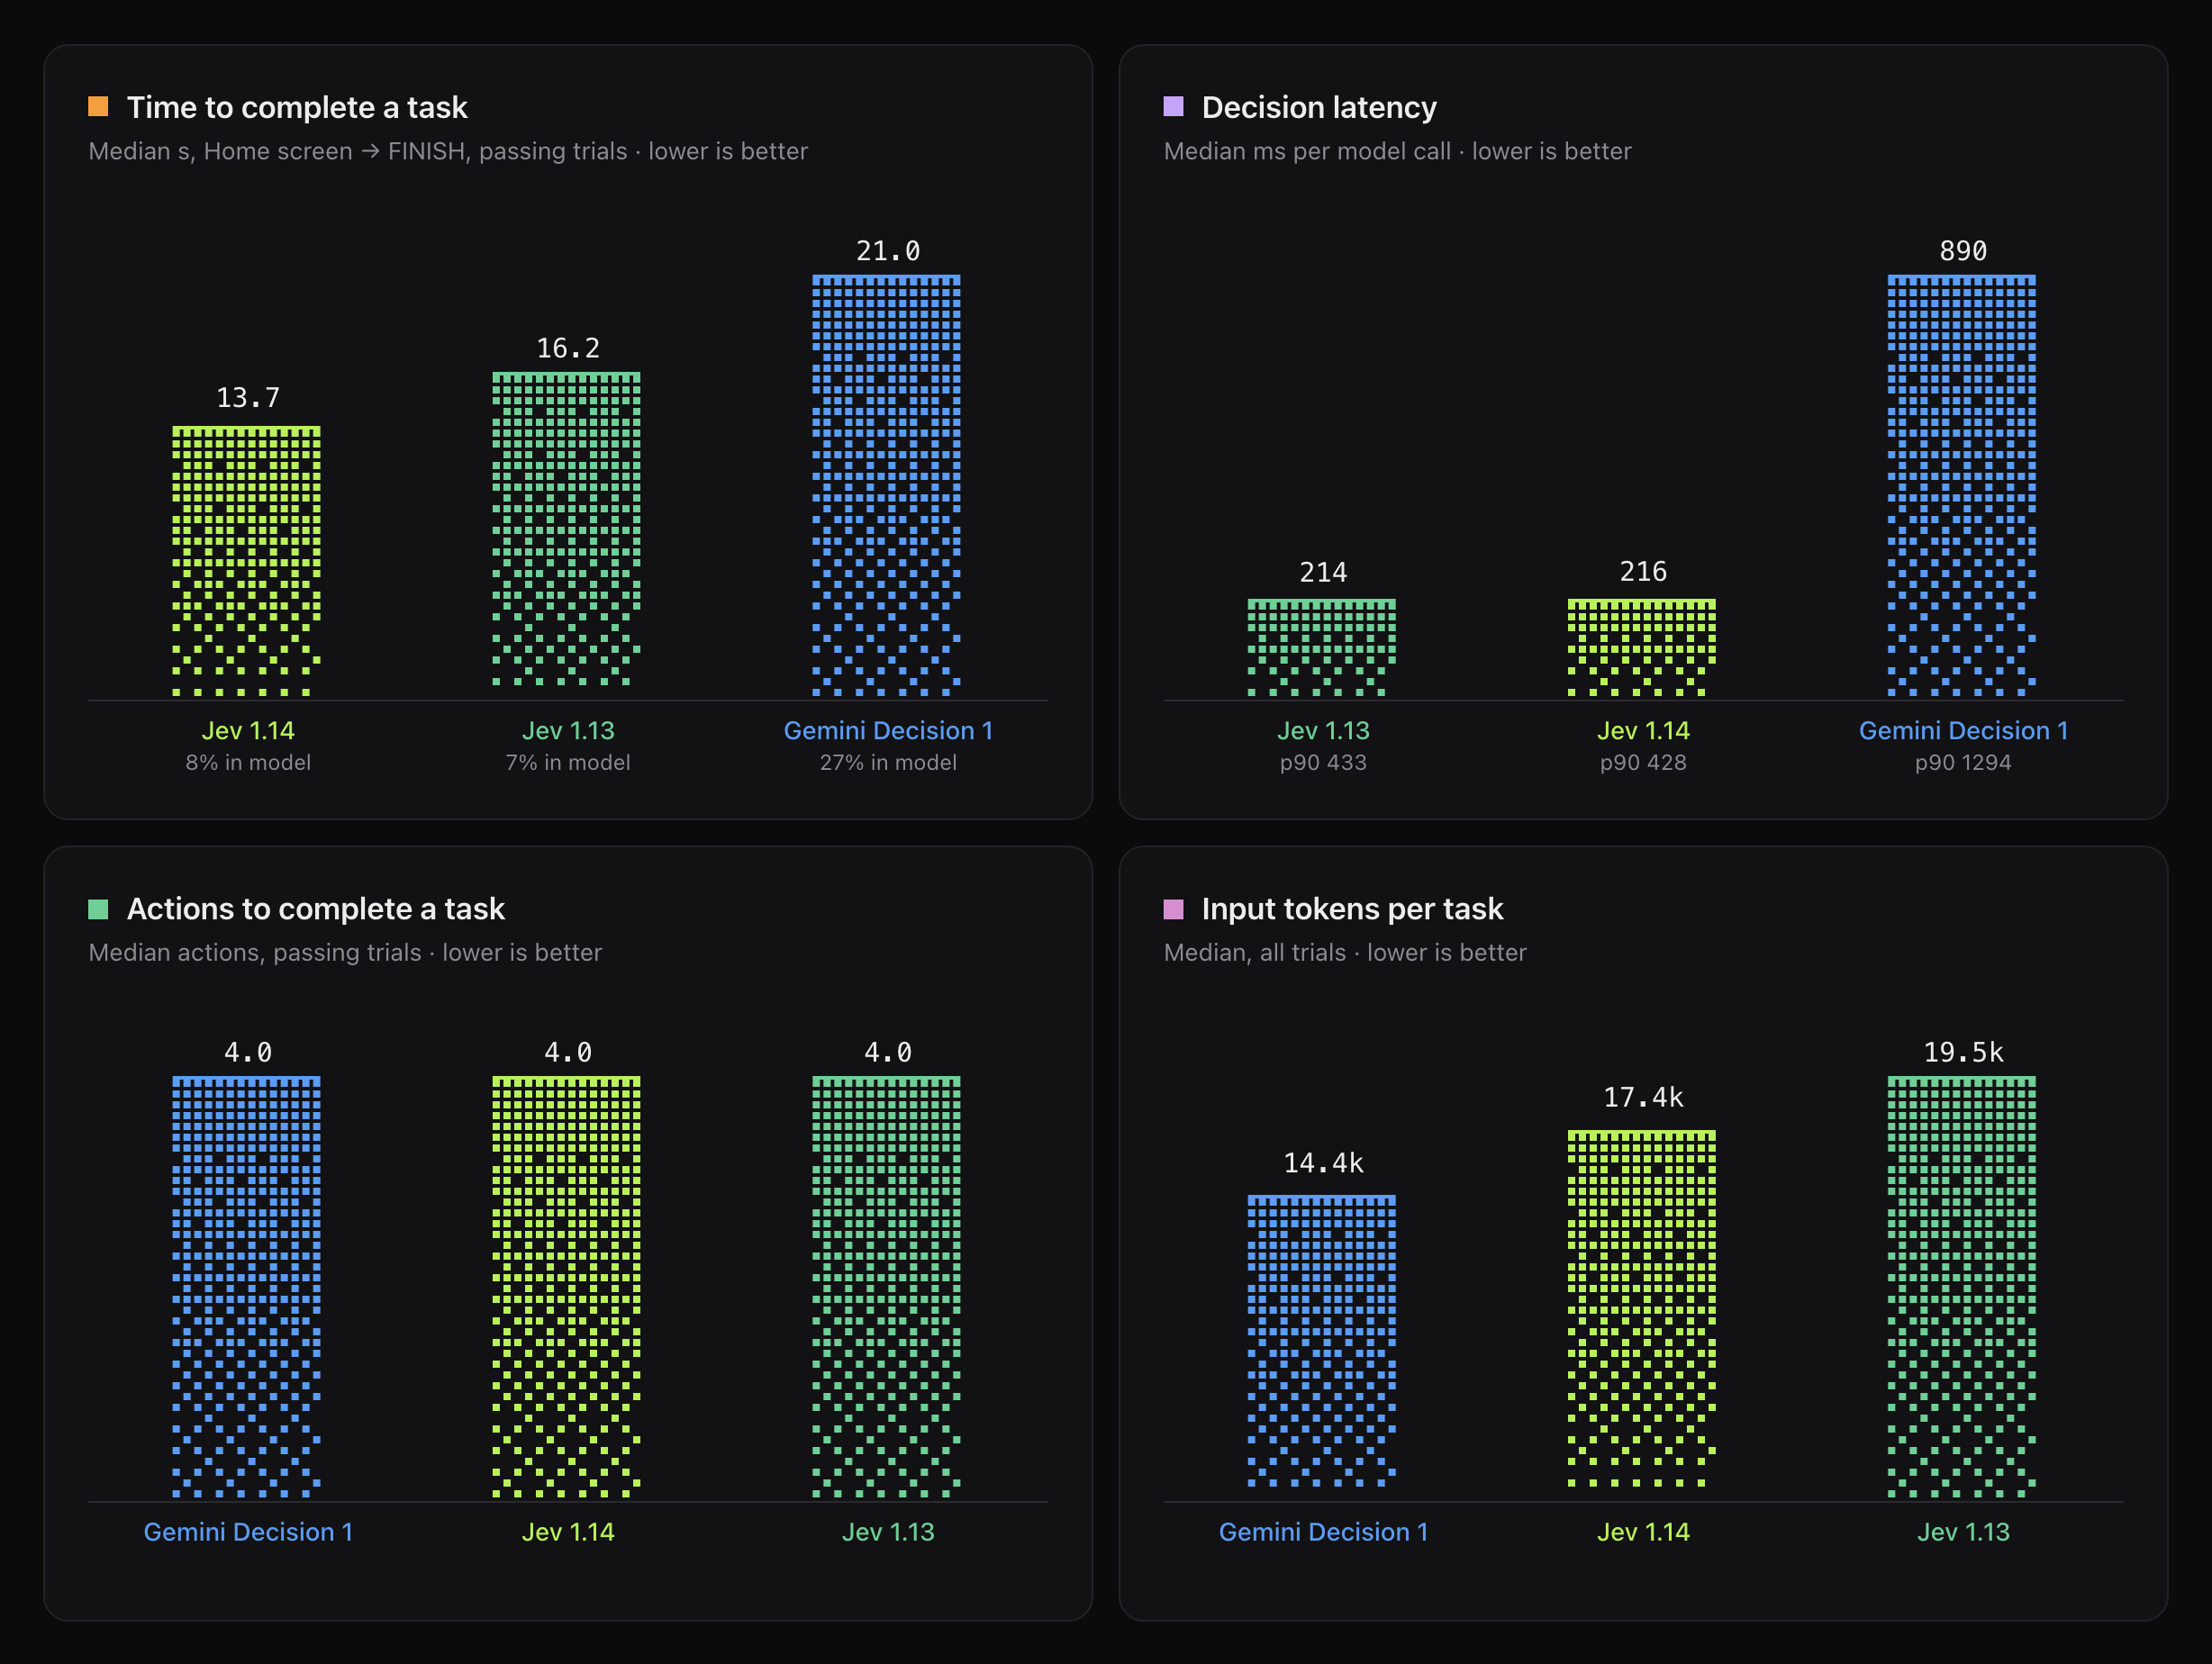 Time to complete a task
Median s, Home screen → FINISH, passing trials · lower is better
13.7
16.2
21.0
Jev 1.14
Jev 1.13
Gemini Decision 1
8% in model
7% in model
27% in model
Decision latency
Median ms per model call · lower is better
214
216
890
Jev 1.13
Jev 1.14
Gemini Decision 1
p90 433
p90 428
p90 1294
Actions to complete a task
Median actions, passing trials · lower is better
4.0
4.0
4.0
Gemini Decision 1
Jev 1.14
Jev 1.13
Input tokens per task
Median, all trials · lower is better
14.4k
17.4k
19.5k
Gemini Decision 1
Jev 1.14
Jev 1.13